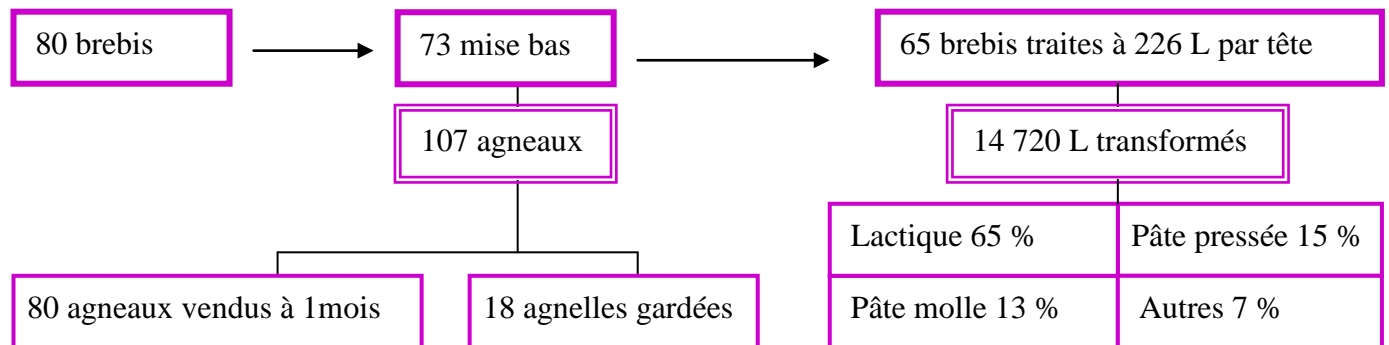 80 brebis
73 mise bas
65 brebis traites à 226 L par tête
107 agneaux
14 720 L transformés
Lactique 65 %
Pâte pressée 15 %
80 agneaux vendus à 1mois
18 agnelles gardées
Pâte molle 13 %
Autres 7 %